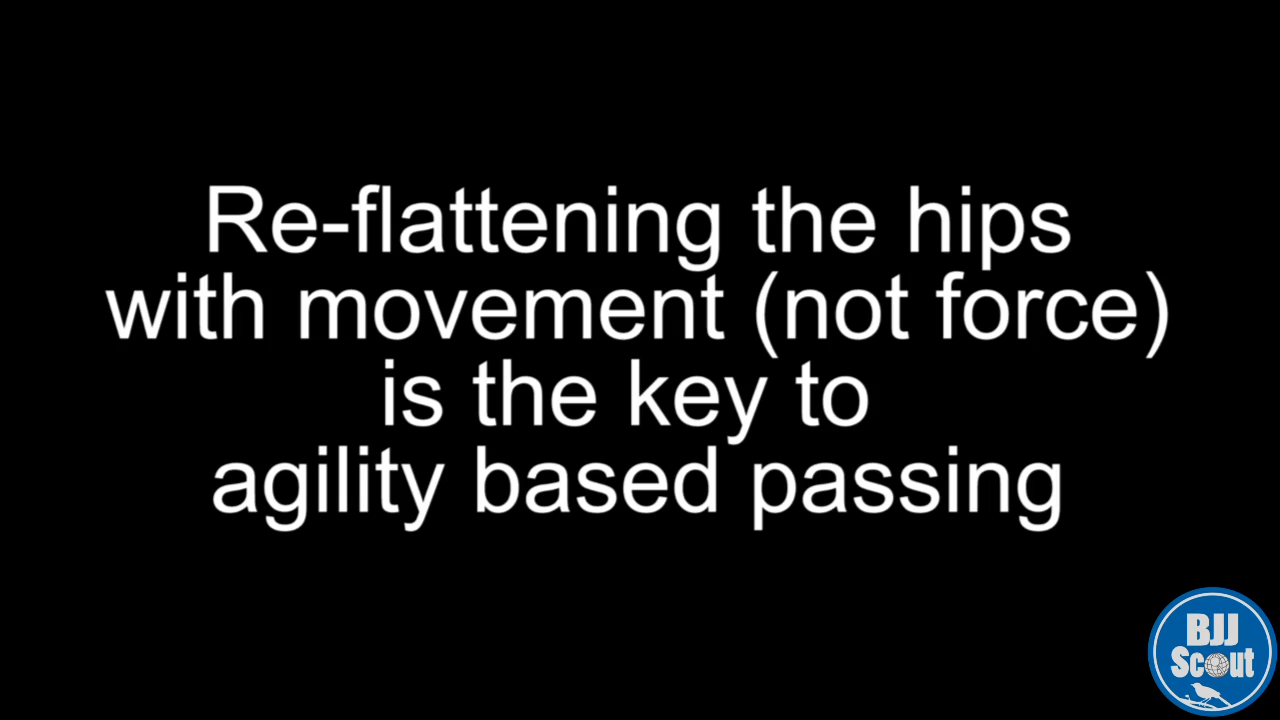 Re-flattening the hips
with movement (not force)
is the key to
agility based passing
BJJ
Scout